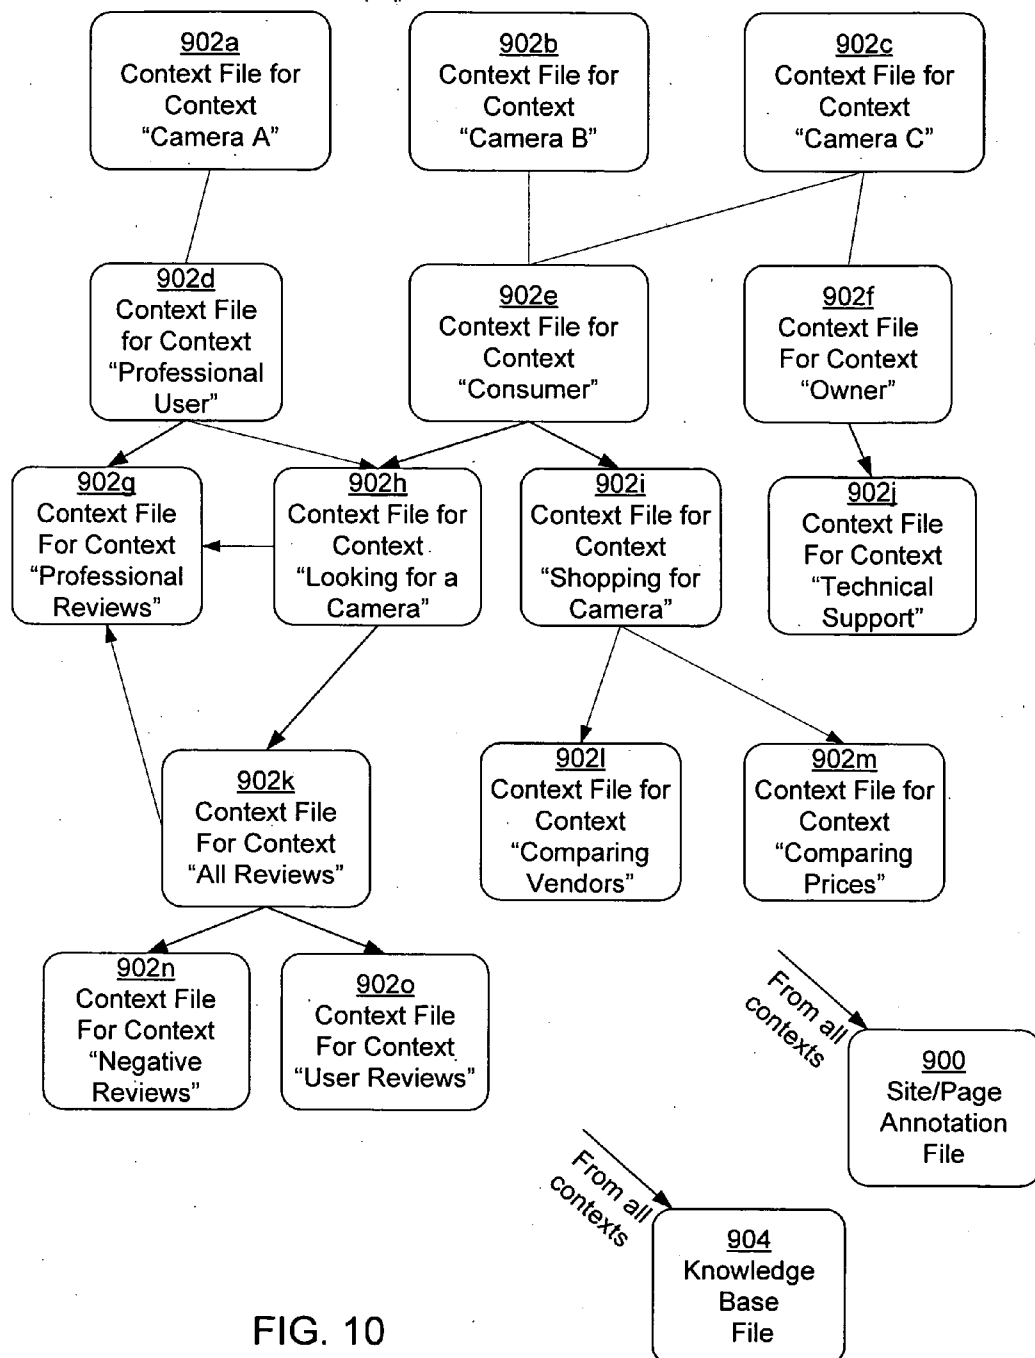 902a
Context File for
Context
“Camera A”
902b
Context File for
Context
“Camera B”
902c
Context File for
Context
“Camera C”
902d
Context File
for Context
“Professional
User”
902e
Context File for
Context
“Consumer”
902f
Context File
For Context
“Owner”
902g
Context File
For Context
“Professional
Reviews”
902h
Context File for
Context
“Looking for a
Camera”
902i
Context File for
Context
“Shopping for
Camera”
902j
Context File
For Context
“Technical
Support”
902k
Context File
For Context
“All Reviews”
902l
Context File for
Context
“Comparing
Vendors”
902m
Context File for
Context
“Comparing
Prices”
902n
Context File
For Context
“Negative
Reviews”
902o
Context File
For Context
“User Reviews”
From all
contexts
900
Site/Page
Annotation
File
From all
contexts
904
Knowledge
Base
File
FIG. 10